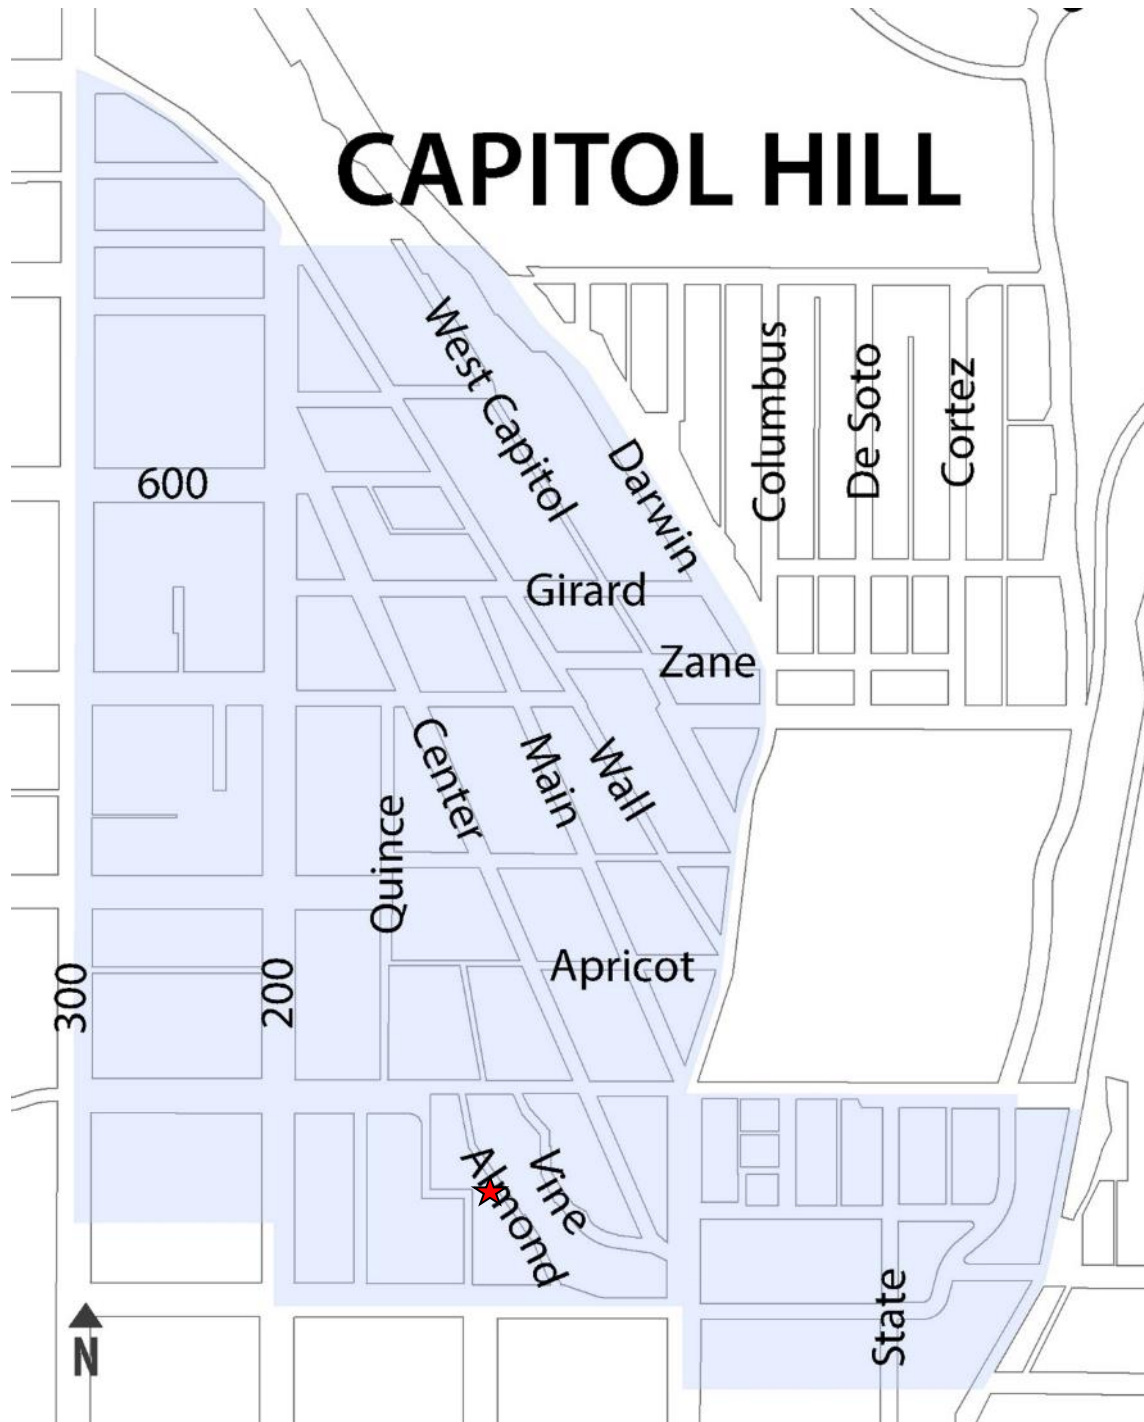 CAPITOL HILL
West Capitol
Columbus
De Soto
Cortez
Darwin
600
Girard
Zane
Center
Main
Wall
Quince
Apricot
300
200
Almond
Vine
State
N